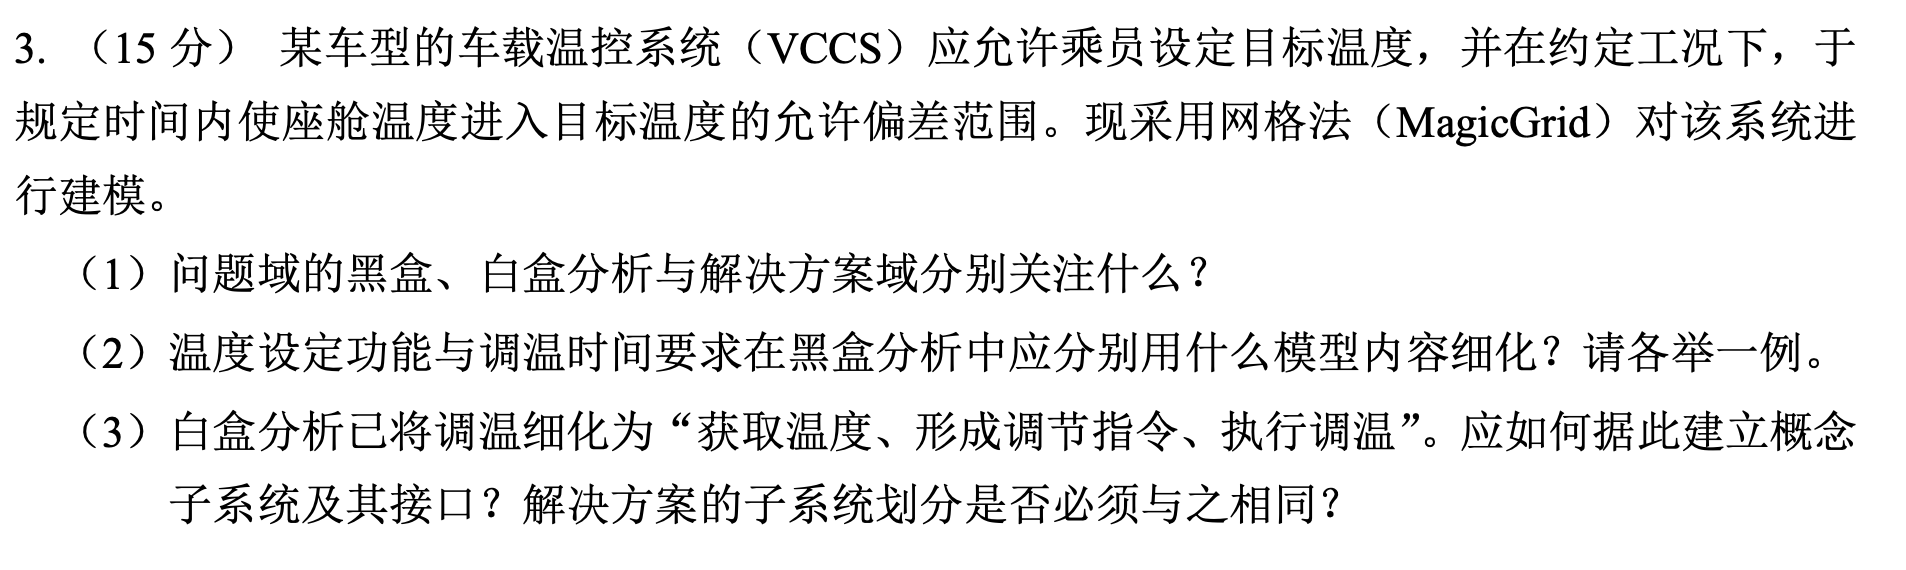 3. （15 分） 某车型的车载温控系统（VCCS）应允许乘员设定目标温度，并在约定工况下，于
规定时间内使座舱温度进入目标温度的允许偏差范围。现采用网格法（MagicGrid）对该系统进
行建模。
（1）问题域的黑盒、白盒分析与解决方案域分别关注什么？
（2）温度设定功能与调温时间要求在黑盒分析中应分别用什么模型内容细化？请各举一例。
（3）白盒分析已将调温细化为“获取温度、形成调节指令、执行调温”。应如何据此建立概念
子系统及其接口？解决方案的子系统划分是否必须与之相同？